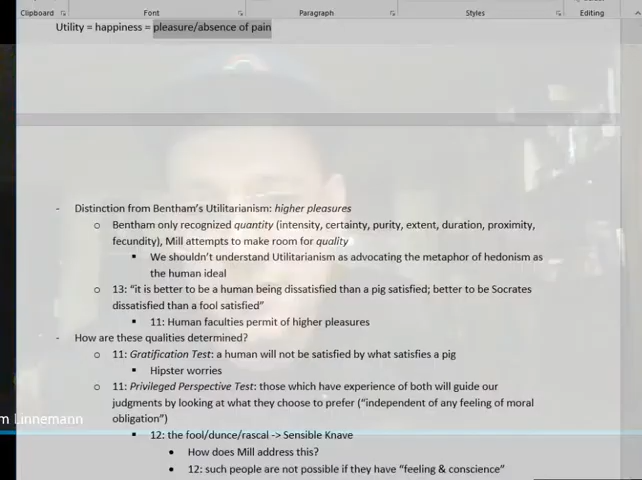 Clipboard
Font
Paragraph
Styles
Editing
Utility = happiness = pleasure/absence of pain
- Distinction from Bentham's Utilitarianism: higher pleasures
o Bentham only recognized quantity (intensity, certainty, purity, extent, duration, proximity,
fecundity), Mill attempts to make room for quality
▪ We shouldn't understand Utilitarianism as advocating the metaphor of hedonism as
the human ideal
o 13: "it is better to be a human being dissatisfied than a pig satisfied; better to be Socrates
dissatisfied than a fool satisfied"
▪ 11: Human faculties permit of higher pleasures
- How are these qualities determined?
o 11: Gratification Test: a human will not be satisfied by what satisfies a pig
▪ Hipster worries
o 11: Privileged Perspective Test: those which have experience of both will guide our
judgments by looking at what they choose to prefer ("independent of any feeling of moral
obligation")
m Linnemann
▪ 12: the fool/dunce/rascal -> Sensible Knave
• How does Mill address this?
• 12: such people are not possible if they have "feeling & conscience"